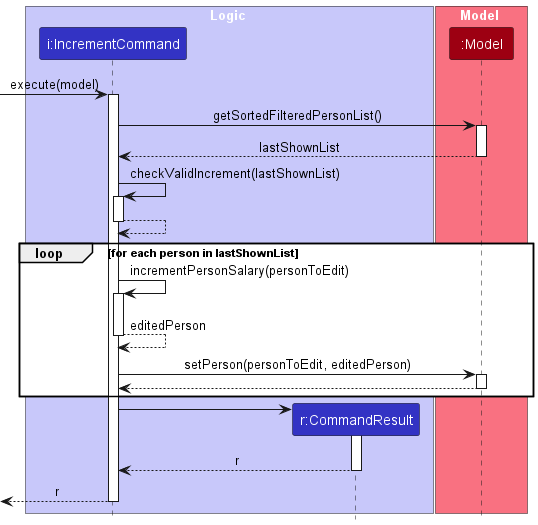 Logic
Model
i:IncrementCommand
:Model
execute(model)
getSortedFilteredPersonList()
lastShownList
checkValidIncrement(lastShownList)
loop
[for each person in lastShownList]
incrementPersonSalary(personToEdit)
editedPerson
setPerson(personToEdit, editedPerson)
r:CommandResult
r
r